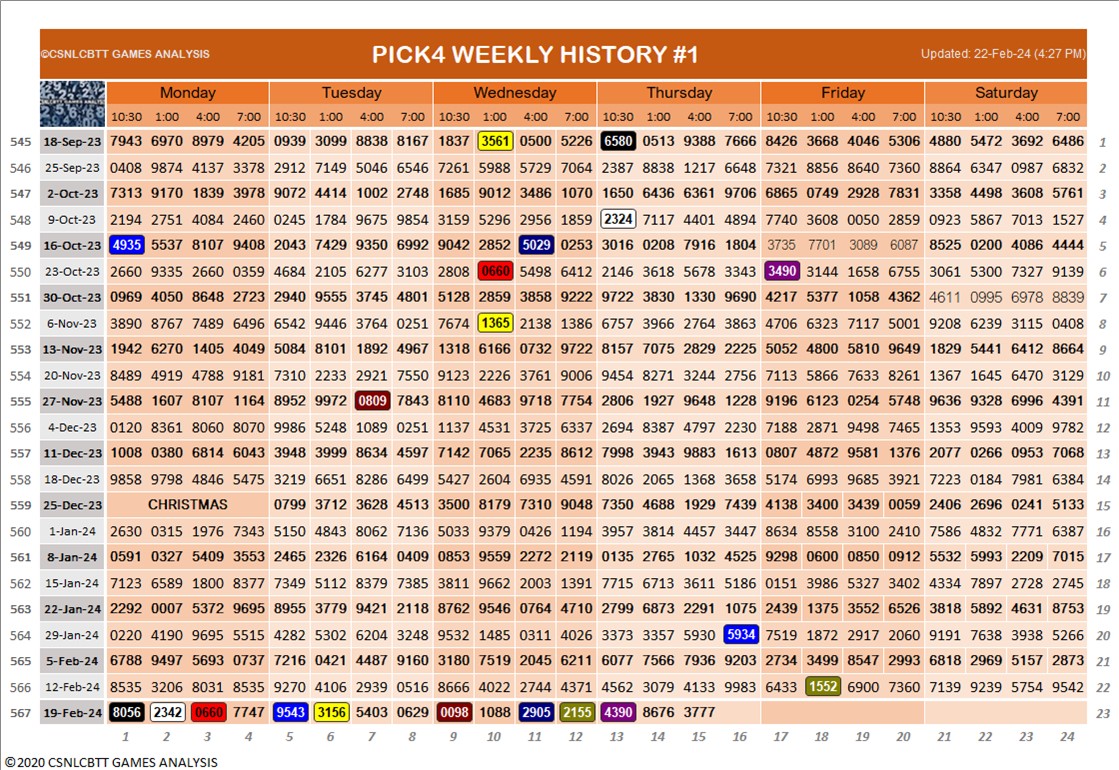 ©CSNLCBTT GAMES ANALYSIS PICK4 WEEKLY HISTORY #1 Updated: 22-Feb-24 (4:27 PM)
Monday Tuesday Wednesday Thursday Friday Saturday
10:30 1:00 4:00 7:00 10:30 1:00 4:00 7:00 10:30 1:00 4:00 7:00 10:30 1:00 4:00 7:00 10:30 1:00 4:00 7:00 10:30 1:00 4:00 7:00
545 18-Sep-23 7943 6970 8979 4205 0939 3099 8838 8167 1837 3561 0500 5226 6580 0513 9388 7666 8426 3668 4046 5306 4880 5472 3692 6486 1
546 25-Sep-23 0408 9874 4137 3378 2912 7149 5046 6546 7261 5988 5729 7064 2387 8838 1217 6648 7321 8856 8640 7360 8864 6347 0987 6832 2
547 2-Oct-23 7313 9170 1839 3978 9072 4414 1002 2748 1685 9012 3486 1070 1650 6436 6361 9706 6865 0749 2928 7831 3358 4498 3608 5761 3
548 9-Oct-23 2194 2751 4084 2460 0245 1784 9675 9854 3159 5296 2956 1859 2324 7117 4401 4894 7740 3608 0050 2859 0923 5867 7013 1527 4
549 16-Oct-23 4935 5537 8107 9408 2043 7429 9350 6992 9042 2852 5029 0253 3016 0208 7916 1804 3735 7701 3089 6087 8525 0200 4086 4444 5
550 23-Oct-23 2660 9335 2660 0359 4684 2105 6277 3103 2808 0660 5498 6412 2146 3618 5678 3343 3490 3144 1658 6755 3061 5300 7327 9139 6
551 30-Oct-23 0969 4050 8648 2723 2940 9555 3745 4801 5128 2859 3858 9222 9722 3830 1330 9690 4217 5377 1058 4362 4611 0995 6978 8839 7
552 6-Nov-23 3890 8767 7489 6496 6542 9446 3764 0251 7674 1365 2138 1386 6757 3966 2764 3863 4706 6323 7117 5001 9208 6239 3115 0408 8
553 13-Nov-23 1942 6270 1405 4049 5084 8101 1892 4967 1318 6166 0732 9722 8157 7075 2829 2225 5052 4800 5810 9649 1829 5441 6412 8664 9
554 20-Nov-23 8489 4919 4788 9181 7310 2233 2921 7550 9123 2226 3761 9006 9454 8271 3244 2756 7113 5866 7633 8261 1367 1645 6470 3129 10
555 27-Nov-23 5488 1607 8107 1164 8952 9972 0809 7843 8110 4683 9718 7754 2806 1927 9648 1228 9196 6123 0254 5748 9636 9328 6996 4391 11
556 4-Dec-23 0120 8361 8060 8070 9986 5248 1089 0251 1137 4531 3725 6337 2694 8387 4797 2230 7188 2871 9498 7465 1353 9593 4009 9782 12
557 11-Dec-23 1008 0380 6814 6043 3948 3999 8634 4597 7142 7065 2235 8612 7998 3943 9883 1613 0807 4872 9581 1376 2077 0266 0953 7068 13
558 18-Dec-23 9858 9798 4846 5475 3219 6651 8286 6499 5427 2604 6935 4591 8026 2065 1368 3658 5174 6993 9685 3921 7223 0184 7981 6384 14
559 25-Dec-23 CHRISTMAS 0799 3712 3628 4513 3500 8179 7310 9048 7350 4688 1929 7439 4138 3400 3439 0059 2406 2696 0241 5133 15
560 1-Jan-24 2630 0315 1976 7343 5150 4843 8062 7136 5033 9379 0426 1194 3957 3814 4457 3447 8634 8558 3100 2410 7586 4832 7771 6387 16
561 8-Jan-24 0591 0327 5409 3553 2465 2326 6164 0409 0853 9559 2272 2119 0135 2765 1032 4525 9298 0600 0850 0912 5532 5993 2209 7015 17
562 15-Jan-24 7123 6589 1800 8377 7349 5112 8379 7385 3811 9662 2003 1391 7715 6713 3611 5186 0151 3986 5327 3402 4334 7897 2728 2745 18
563 22-Jan-24 2292 0007 5372 9695 8955 3779 9421 2118 8762 9546 0764 4710 2799 6873 2291 1075 2439 1375 3552 6526 3818 5892 4631 8753 19
564 29-Jan-24 0220 4190 9695 5515 4282 5302 6204 3248 9532 1485 0311 4026 3373 3357 5930 5934 7519 1872 2917 2060 9191 7638 3938 5266 20
565 5-Feb-24 6788 9497 5693 0737 7216 0421 4487 9160 3180 7519 2045 6211 6077 7566 7936 9203 2734 3499 8547 2993 6818 2969 5157 2873 21
566 12-Feb-24 8535 3206 8031 8535 9270 4106 2939 0516 8666 4022 2744 4371 4562 3079 4133 9983 6433 1552 6900 7360 7139 9239 5754 9542 22
567 19-Feb-24 8056 2342 0660 7747 9543 3156 5403 0629 0098 1088 2905 2155 4390 8676 3777 23
1 2 3 4 5 6 7 8 9 10 11 12 13 14 15 16 17 18 19 20 21 22 23 24
©2020 CSNLCBTT GAMES ANALYSIS